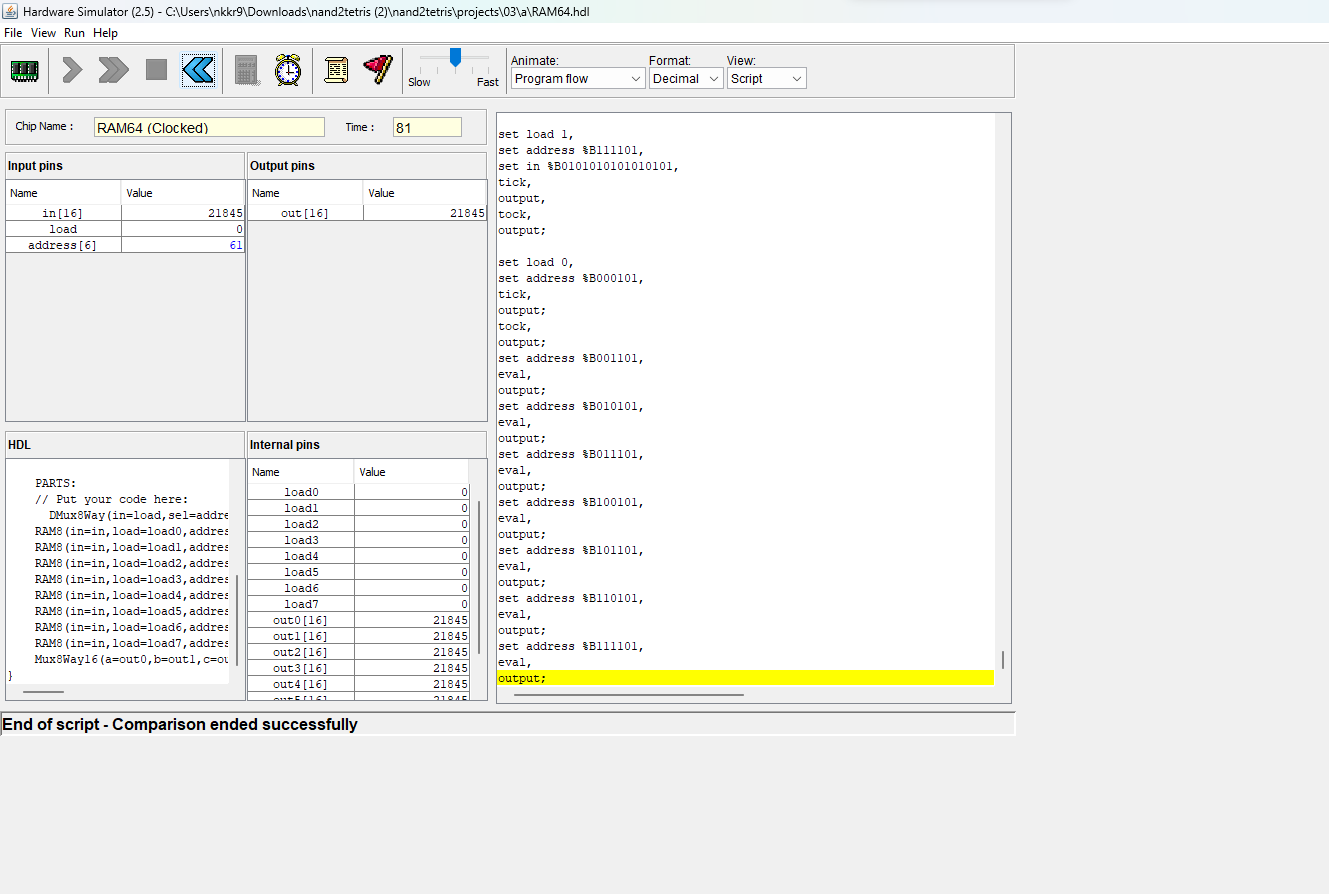 Hardware Simulator (2.5) - C:\Users\nkkr9\Downloads\nand2tetris (2)\nand2tetris\projects\03\a\RAM64.hdl
File View Run Help
Animate: Format: View:
Program flow Decimal Script
Slow Fast
Chip Name : RAM64 (Clocked) Time : 81
Input pins
Name Value
in[16] 21845
load 0
address[6] 61
Output pins
Name Value
out[16] 21845
HDL
PARTS:
// Put your code here:
DMux8Way(in=load,sel=addre
RAM8(in=in,load=load0,addres
RAM8(in=in,load=load1,addres
RAM8(in=in,load=load2,addres
RAM8(in=in,load=load3,addres
RAM8(in=in,load=load4,addres
RAM8(in=in,load=load5,addres
RAM8(in=in,load=load6,addres
RAM8(in=in,load=load7,addres
Mux8Way16(a=out0,b=out1,c=ou
}
Internal pins
Name Value
load0 0
load1 0
load2 0
load3 0
load4 0
load5 0
load6 0
load7 0
out0[16] 21845
out1[16] 21845
out2[16] 21845
out3[16] 21845
out4[16] 21845
out5[16] 21845
set load 1,
set address %B111101,
set in %B0101010101010101,
tick,
output,
tock,
output;
set load 0,
set address %B000101,
tick,
output;
tock,
output;
set address %B001101,
eval,
output;
set address %B010101,
eval,
output;
set address %B011101,
eval,
output;
set address %B100101,
eval,
output;
set address %B101101,
eval,
output;
set address %B110101,
eval,
output;
set address %B111101,
eval,
output;
End of script - Comparison ended successfully